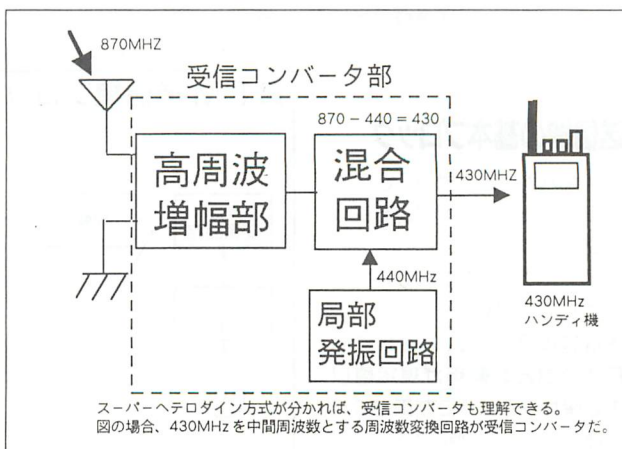 870MHZ
受信コンバータ部
870 − 440 = 430
高周波
増幅部
混合
回路
430MHZ
440MHz
局部
発振回路
430MHz
ハンディ機
スーパーヘテロダイン方式が分かれば、受信コンバータも理解できる。
図の場合、430MHzを中間周波数とする周波数変換回路が受信コンバータだ。